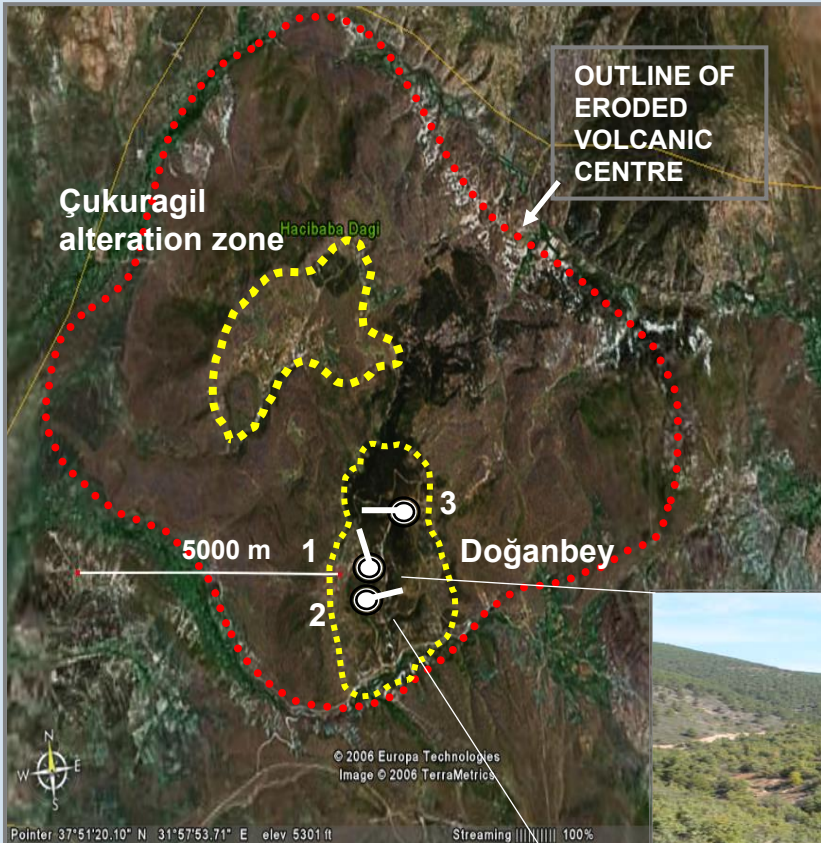 OUTLINE OF
ERODED
VOLCANIC
CENTRE
Çukuragil
alteration zone
Hacibaba Dagi
3
5000 m
1
Doğanbey
2
N
W
E
S
© 2006 Europa Technologies
Image © 2006 TerraMetrics
Pointer 37°51'20.10" N 31°57'53.71" E elev 5301 ft
Streaming |||||||||| 100%